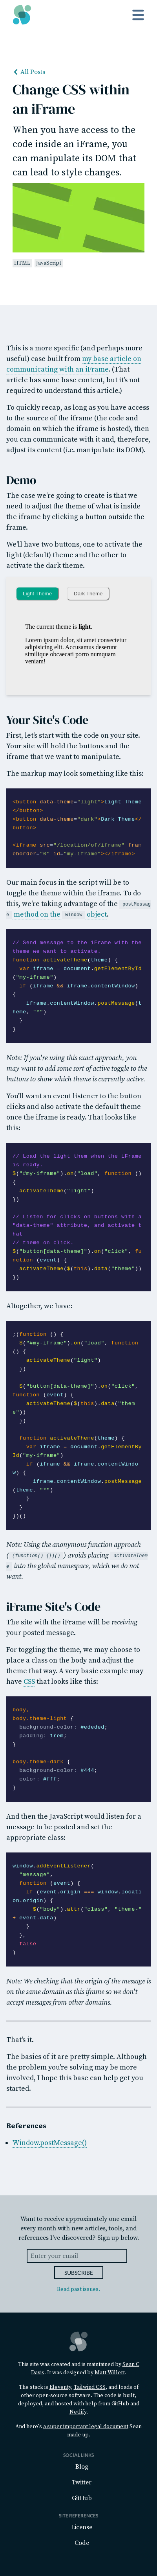 All Posts
Change CSS within
an iFrame
When you have access to the
code inside an iFrame, you
can manipulate its DOM that
can lead to style changes.
HTML JavaScript
This is a more specific (and perhaps more
useful) case built from my base article on
communicating with an iFrame. (That
article has some base content, but it's not
required to understand this article.)
To quickly recap, as long as you have access
to the source of the iframe (the code and
domain on which the iframe is hosted), then
you can communicate with it and, therefore,
adjust its content (i.e. manipulate its DOM).
Demo
The case we're going to explore is that we
need to adjust the theme of what is inside
the iframe by clicking a button outside the
frame.
We'll have two buttons, one to activate the
light (default) theme and the other to
activate the dark theme.
Light Theme Dark Theme
The current theme is light.
Lorem ipsum dolor, sit amet consectetur
adipisicing elit. Accusamus deserunt
similique obcaecati porro numquam
veniam!
Your Site's Code
First, let's start with the code on your site.
Your site will hold the buttons and the
iframe that we want to manipulate.
The markup may look something like this:
<button data-theme="light">Light Theme
</button>
<button data-theme="dark">Dark Theme</
button>
<iframe src="/location/of/iframe" fram
eborder="0" id="my-iframe"></iframe>
Our main focus in the script will be to
toggle the theme within the iframe. To do
this, we're taking advantage of the postMessag
e method on the window object.
// Send message to the iFrame with the
theme we want to activate.
function activateTheme(theme) {
var iframe = document.getElementById
("my-iframe")
if (iframe && iframe.contentWindow)
{
iframe.contentWindow.postMessage(t
heme, "*")
}
}
Note: If you're using this exact approach, you
may want to add some sort of active toggle to the
buttons to show which theme is currently active.
You'll want an event listener to the button
clicks and also activate the default theme
once the iframe is ready. That looks like
this:
// Load the light them when the iFrame
is ready.
$("#my-iframe").on("load", function ()
{
activateTheme("light")
})
// Listen for clicks on buttons with a
"data-theme" attribute, and activate t
hat
// theme on click.
$("button[data-theme]").on("click", fu
nction (event) {
activateTheme($(this).data("theme"))
})
Altogether, we have:
;(function () {
$("#my-iframe").on("load", function
() {
activateTheme("light")
})
$("button[data-theme]").on("click",
function (event) {
activateTheme($(this).data("them
e"))
})
function activateTheme(theme) {
var iframe = document.getElementBy
Id("my-iframe")
if (iframe && iframe.contentWindo
w) {
iframe.contentWindow.postMessage
(theme, "*")
}
}
})()
Note: Using the anonymous function approach
( (function() {})() ) avoids placing activateThem
e into the global namespace, which we do not
want.
iFrame Site's Code
The site with the iFrame will be receiving
your posted message.
For toggling the theme, we may choose to
place a class on the body and adjust the
theme that way. A very basic example may
have CSS that looks like this:
body,
body.theme-light {
background-color: #ededed;
padding: 1rem;
}
body.theme-dark {
background-color: #444;
color: #fff;
}
And then the JavaScript would listen for a
message to be posted and set the
appropriate class:
window.addEventListener(
"message",
function (event) {
if (event.origin === window.locati
on.origin) {
$("body").attr("class", "theme-"
+ event.data)
}
},
false
)
Note: We checking that the origin of the message is
on the same domain as this iframe so we don't
accept messages from other domains.
That's it.
The basics of it are pretty simple. Although
the problem you're solving may be more
involved, I hope this base can help get you
started.
References
Window.postMessage()
Want to receive approximately one email
every month with new articles, tools, and
resources I've discovered? Sign up below.
Enter your email
SUBSCRIBE
Read past issues.
This site was created and is maintained by Sean C
Davis. It was designed by Matt Willett.
The stack is Eleventy, Tailwind CSS, and loads of
other open-source software. The code is built,
deployed, and hosted with help from GitHub and
Netlify.
And here's a super important legal document Sean
made up.
SOCIAL LINKS
Blog
Twitter
GitHub
SITE REFERENCES
License
Code